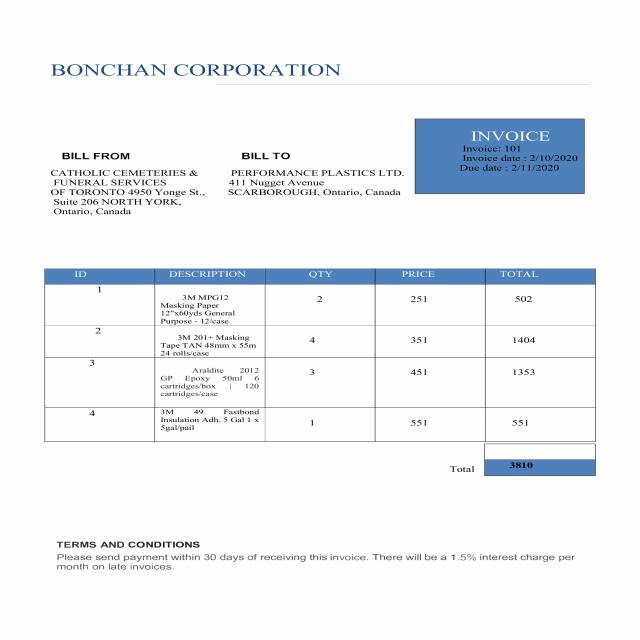 BONCHAN CORPORATION
INVOICE
Invoice: 101
Invoice date : 2/10/2020
Due date : 2/11/2020
BILL FROM
CATHOLIC CEMETERIES &
FUNERAL SERVICES
OF TORONTO 4950 Yonge St.,
Suite 206 NORTH YORK,
Ontario, Canada
BILL TO
PERFORMANCE PLASTICS LTD.
411 Nugget Avenue
SCARBOROUGH, Ontario, Canada
ID DESCRIPTION QTY PRICE TOTAL
1 3M MPG12 2 251 502
Masking Paper
12"x60yds General
Purpose - 12/case
2 3M 201+ Masking 4 351 1404
Tape TAN 48mm x 55m
24 rolls/case
3 Araldite 2012 3 451 1353
GP Epoxy 50ml 6
cartridges/box | 120
cartridges/case
4 3M 49 Fastbond 1 551 551
Insulation Adh. 5 Gal 1 x
5gal/pail
Total 3810
TERMS AND CONDITIONS
Please send payment within 30 days of receiving this invoice. There will be a 1.5% interest charge per
month on late invoices.